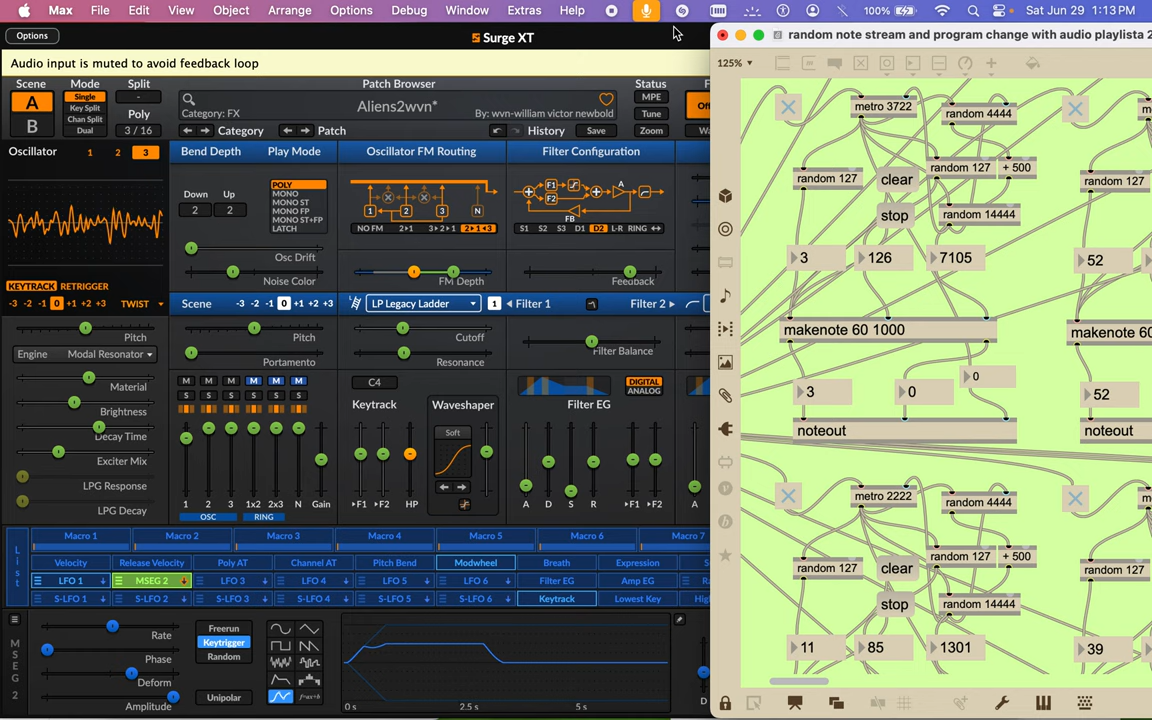 Max File Edit View Object Arrange Options Debug Window Extras Help 100% Sat Jun 29 1:13 PM
Options
Surge XT
random note stream and program change with audio playlista 2
Audio input is muted to avoid feedback loop
125%
Scene Mode Split Patch Browser Status
A Single Key Split Chan Split Dual - MPE Off
Category: FX Aliens2wvn* By: wvn-william victor newbold
Poly Tune
B 3 / 16 Category Patch History Save Zoom
Oscillator 1 2 3 Bend Depth Play Mode Oscillator FM Routing Filter Configuration
Down Up
2 2
POLY
MONO
MONO ST
MONO FP
MONO ST+FP
LATCH
1 2 3 N
NO FM 2›1 3›2›1 2›1‹3
F1 F2 A FB
S1 S2 S3 D1 D2 L-R RING
Osc Drift
Noise Color FM Depth Feedback
KEYTRACK RETRIGGER
-3 -2 -1 0 +1 +2 +3 TWIST
Scene -3 -2 -1 0 +1 +2 +3 LP Legacy Ladder 1 Filter 1 Filter 2
Pitch Pitch Cutoff Filter Balance
Engine Modal Resonator Portamento Resonance
Material
Brightness
Decay Time
Exciter Mix
LPG Response
LPG Decay
M M M M M M
S S S S S S
1 2 3 1x2 2x3 N Gain
OSC RING
C4
Keytrack Waveshaper Filter EG
DIGITAL
ANALOG
Soft
F1 F2 HP
A D S R F1 F2 A
Macro 1 Macro 2 Macro 3 Macro 4 Macro 5 Macro 6 Macro 7
List
Velocity Release Velocity Poly AT Channel AT Pitch Bend Modwheel Breath Expression S
LFO 1 MSEG 2 LFO 3 LFO 4 LFO 5 LFO 6 Filter EG Amp EG
S-LFO 1 S-LFO 2 S-LFO 3 S-LFO 4 S-LFO 5 S-LFO 6 Keytrack Lowest Key
MSEG 2
Rate
Phase
Deform
Amplitude
Freerun
Keytrigger
Random
Unipolar
f=ax+b
0 s 2.5 s 5 s
D
metro 3722
random 4444
random 127
clear
random 127
+ 500
stop
random 14444
random 127
3 126 7105 52
makenote 60 1000
makenote 60
3 0 0 52
noteout
noteout
metro 2222
random 4444
random 127
clear
random 127
+ 500
stop
random 14444
random 127
11 85 1301 39